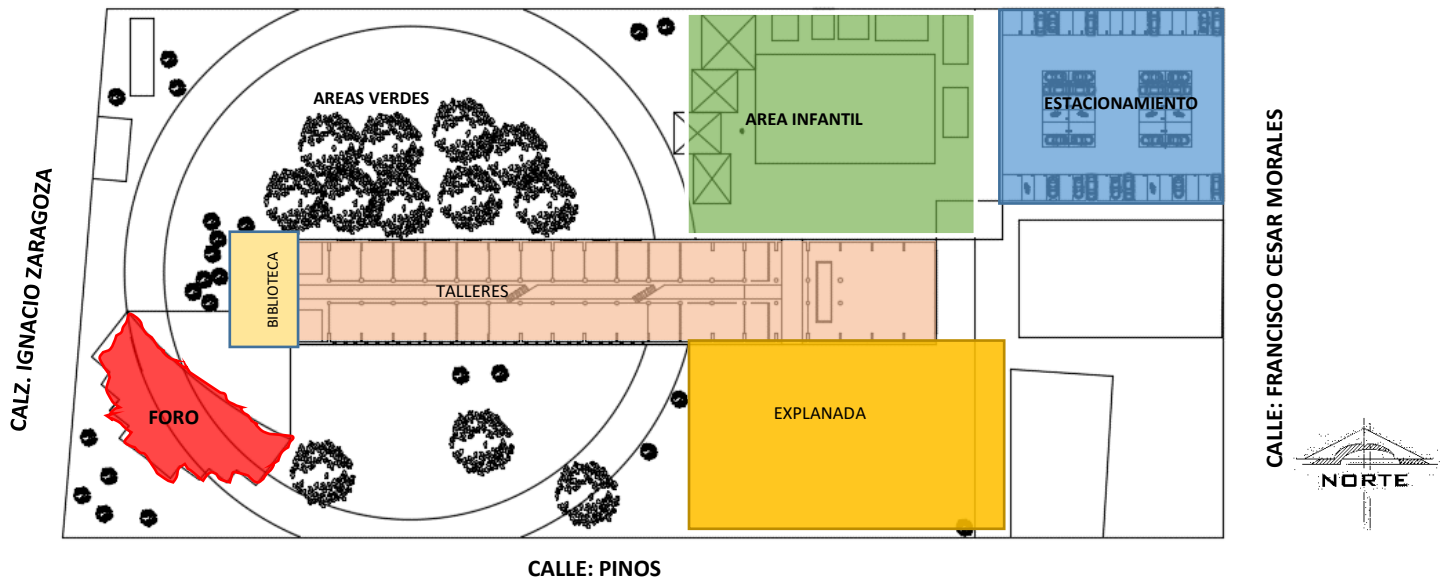 AREAS VERDES
AREA INFANTIL
ESTACIONAMIENTO
CALZ. IGNACIO ZARAGOZA
BIBLIOTECA
TALLERES
FORO
EXPLANADA
CALLE: FRANCISCO CESAR MORALES
NORTE
CALLE: PINOS